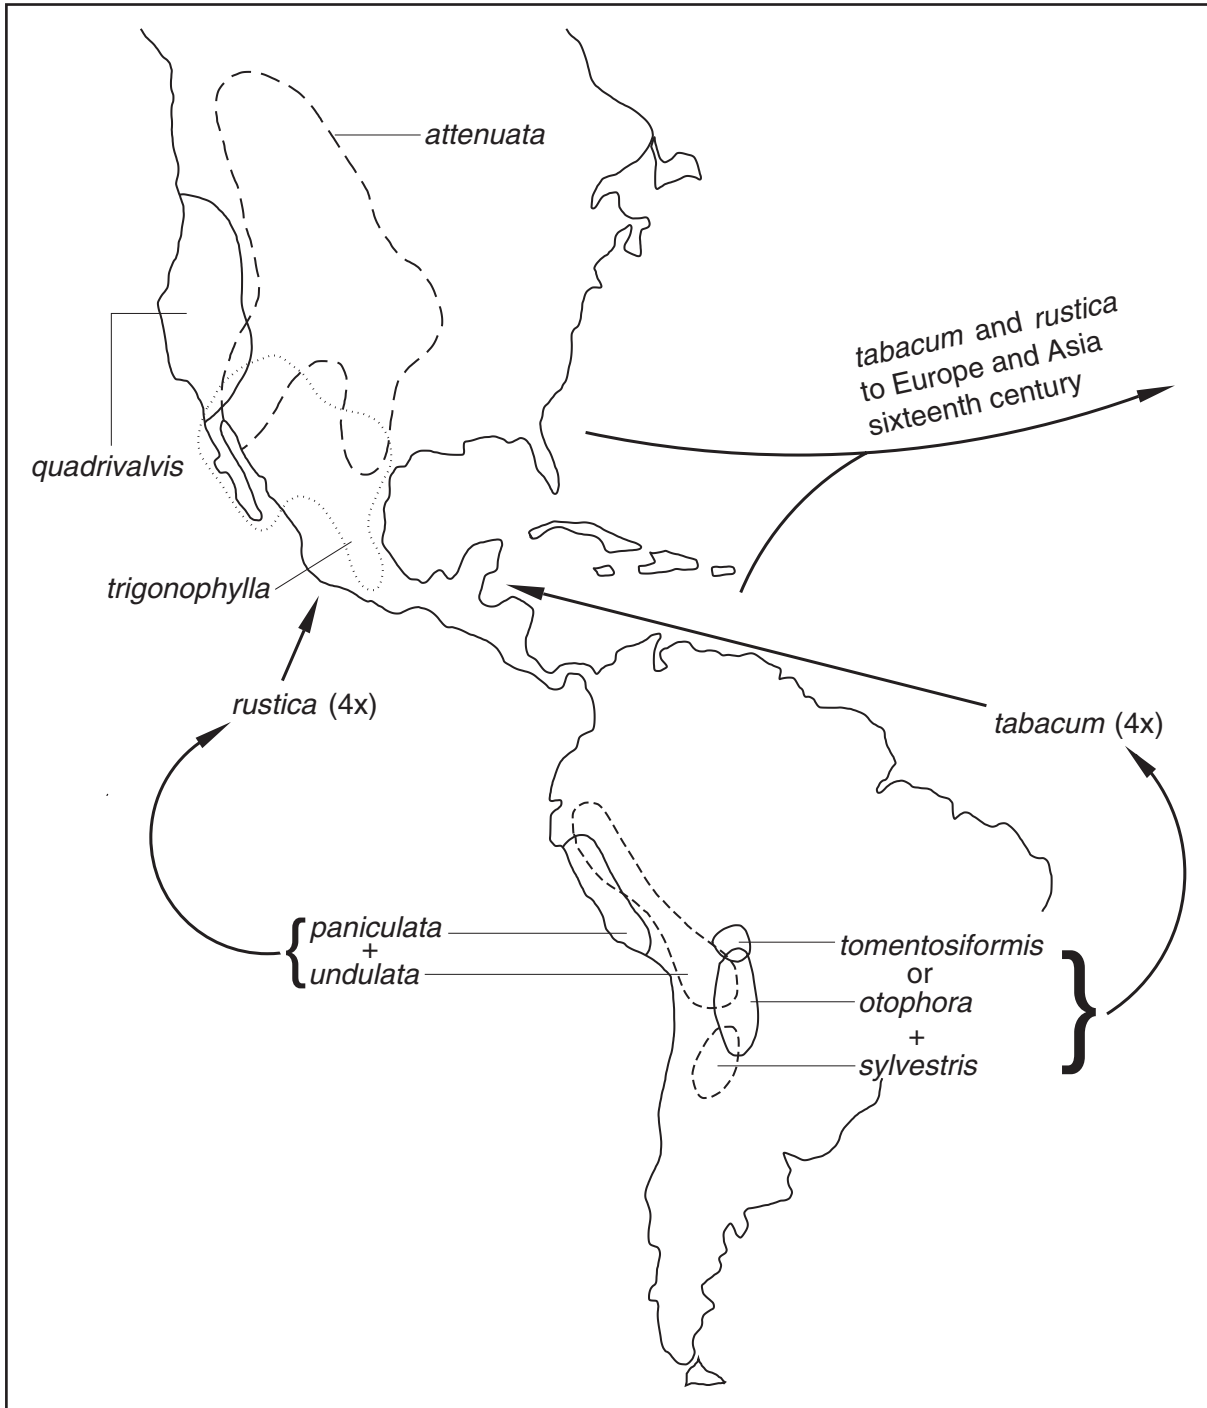 attenuata
tabacum and rustica
to Europe and Asia
sixteenth century
quadrivalvis
trigonophylla
rustica (4x)
tabacum (4x)
{ paniculata
+
undulata
tomentosiformis
or
otophora
+
sylvestris }